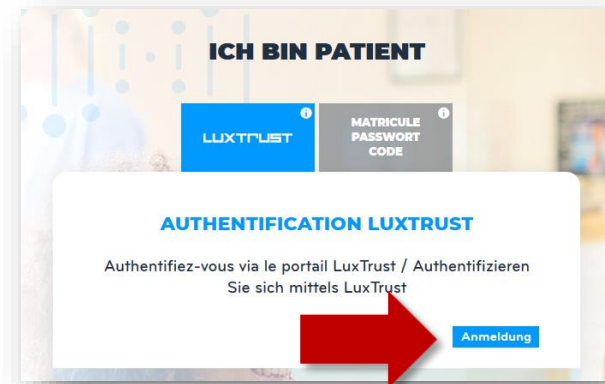 ICH BIN PATIENT
LUXTRUST
MATRICULE
PASSWORT
CODE
AUTHENTIFICATION LUXTRUST
Authentifiez-vous via le portail LuxTrust / Authentifizieren
Sie sich mittels LuxTrust
Anmeldung